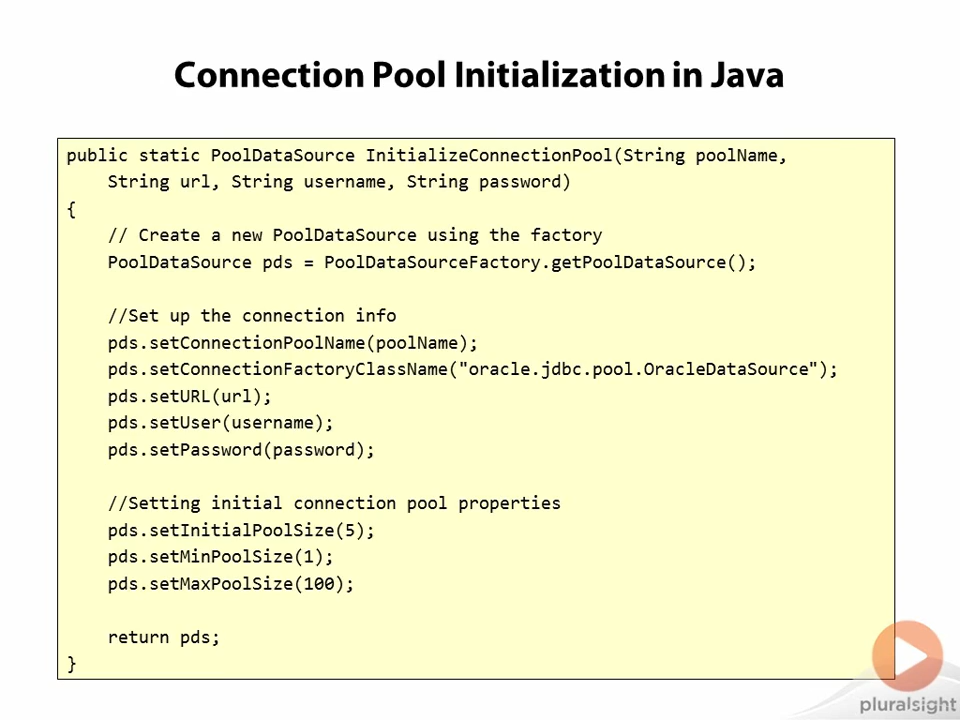 Connection Pool Initialization in Java
public static PoolDataSource InitializeConnectionPool(String poolName,
    String url, String username, String password)
{
    // Create a new PoolDataSource using the factory
    PoolDataSource pds = PoolDataSourceFactory.getPoolDataSource();

    //Set up the connection info
    pds.setConnectionPoolName(poolName);
    pds.setConnectionFactoryClassName("oracle.jdbc.pool.OracleDataSource");
    pds.setURL(url);
    pds.setUser(username);
    pds.setPassword(password);

    //Setting initial connection pool properties
    pds.setInitialPoolSize(5);
    pds.setMinPoolSize(1);
    pds.setMaxPoolSize(100);

    return pds;
}
pluralsight